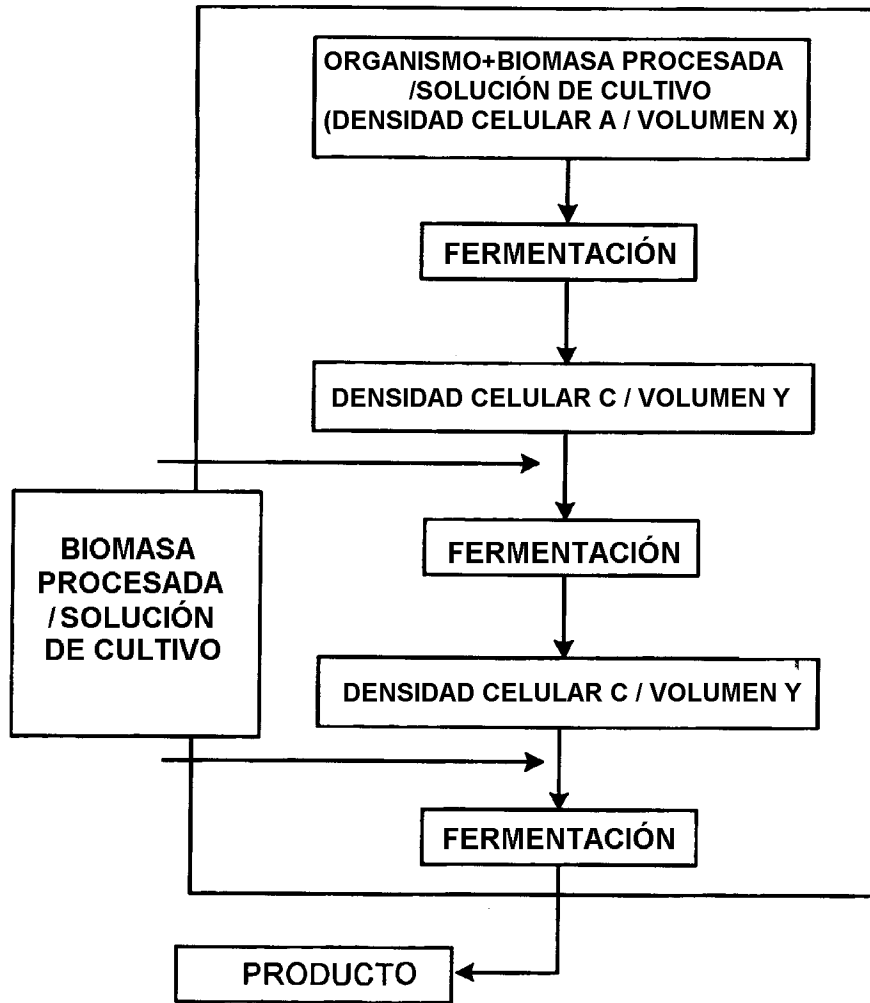 ORGANISMO+BIOMASA PROCESADA
/SOLUCIÓN DE CULTIVO
(DENSIDAD CELULAR A / VOLUMEN X)
FERMENTACIÓN
DENSIDAD CELULAR C / VOLUMEN Y
BIOMASA
PROCESADA
/ SOLUCIÓN
DE CULTIVO
FERMENTACIÓN
DENSIDAD CELULAR C / VOLUMEN Y
FERMENTACIÓN
PRODUCTO